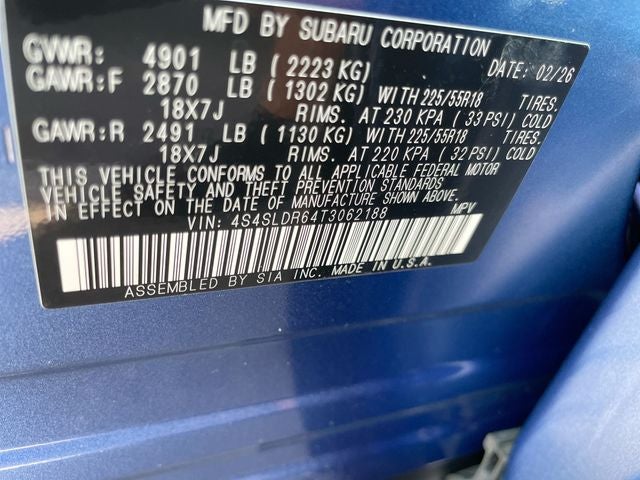 MFD BY SUBARU CORPORATION
GVWR: 4901 LB ( 2223 KG) DATE: 02/26
GAWR:F 2870 LB ( 1302 KG) WITH 225/55R18 TIRES.
18X7J RIMS. AT 230 KPA ( 33 PSI) COLD
GAWR:R 2491 LB ( 1130 KG) WITH 225/55R18 TIRES.
18X7J RIMS. AT 220 KPA ( 32 PSI) COLD
THIS VEHICLE CONFORMS TO ALL APPLICABLE FEDERAL MOTOR
VEHICLE SAFETY AND THEFT PREVENTION STANDARDS
IN EFFECT ON THE DATE OF MANUFACTURE SHOWN ABOVE.
VIN: 4S4SLDR64T3062188 MPV
ASSEMBLED BY SIA INC. MADE IN U.S.A.